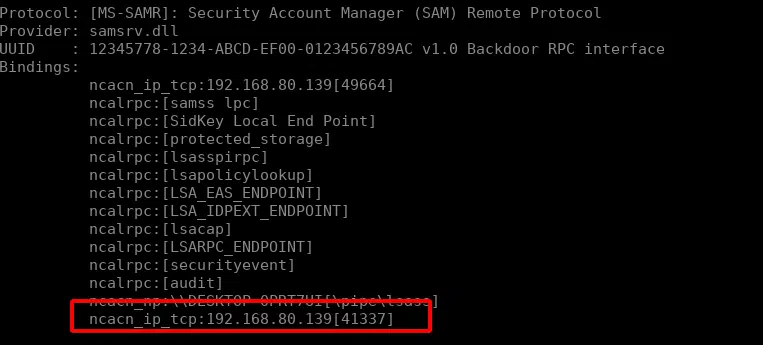 Protocol: [MS-SAMR]: Security Account Manager (SAM) Remote Protocol
Provider: samsrv.dll
UUID    : 12345778-1234-ABCD-EF00-0123456789AC v1.0 Backdoor RPC interface
Bindings:
ncacn_ip_tcp:192.168.80.139[49664]
ncalrpc:[samss lpc]
ncalrpc:[SidKey Local End Point]
ncalrpc:[protected_storage]
ncalrpc:[lsasspirpc]
ncalrpc:[lsapolicylookup]
ncalrpc:[LSA_EAS_ENDPOINT]
ncalrpc:[LSA_IDPEXT_ENDPOINT]
ncalrpc:[lsacap]
ncalrpc:[LSARPC_ENDPOINT]
ncalrpc:[securityevent]
ncalrpc:[audit]
ncacn_np:\\DESKTOP-0PRT7UI[\pipe\lsass]
ncacn_ip_tcp:192.168.80.139[41337]